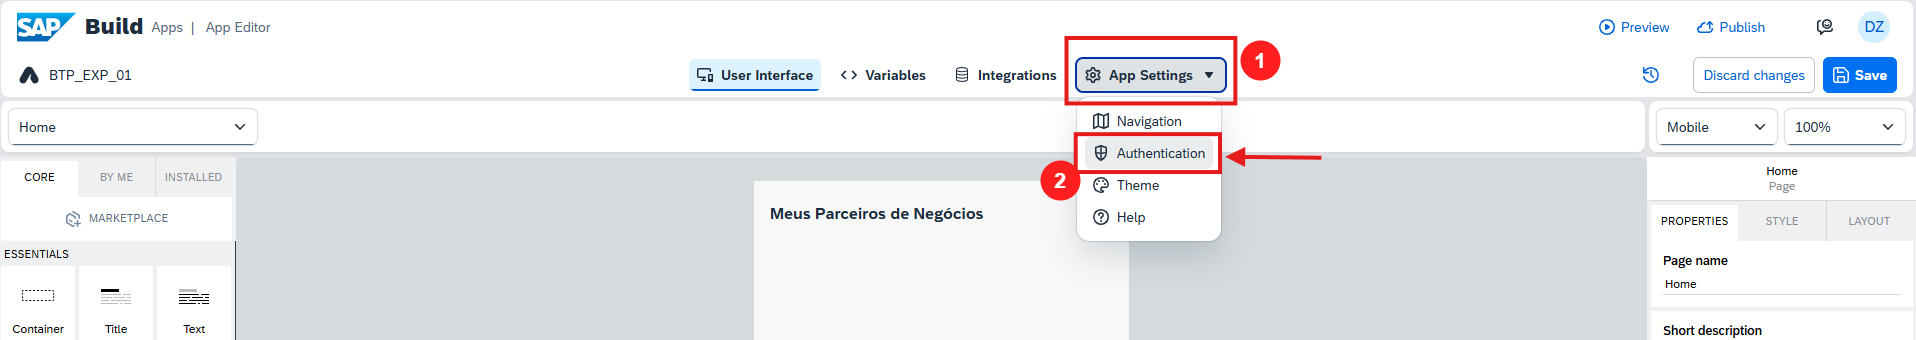 SAP Build Apps | App Editor
Preview Publish DZ
BTP_EXP_01
User Interface Variables Integrations App Settings 1
Discard changes Save
Home
Navigation
Authentication
2
Theme
Help
Mobile 100%
CORE BY ME INSTALLED
MARKETPLACE
ESSENTIALS
Container Title Text
Meus Parceiros de Negócios
Home
Page
PROPERTIES STYLE LAYOUT
Page name
Home
Short description